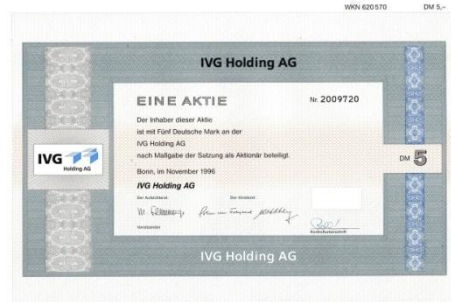 WKN 620570 DM 5,–
IVG Holding AG
EINE AKTIE Nr. 2009720
Der Inhaber dieser Aktie
ist mit Fünf Deutsche Mark an der
IVG Holding AG
nach Maßgabe der Satzung als Aktionär beteiligt.
Bonn, im November 1996
IVG Holding AG
Der Aufsichtsrat: Der Vorstand:
Vorsitzender
Kontrollunterschrift
IVG
Holding AG
DM 5
IVG Holding AG